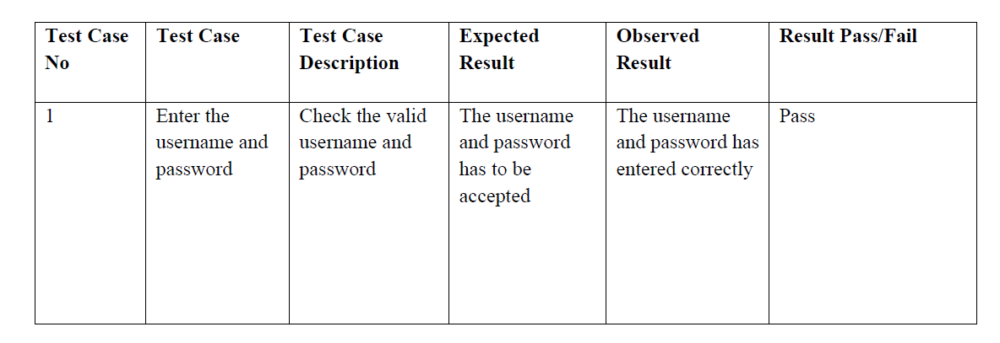 Test Case No
Test Case
Test Case Description
Expected Result
Observed Result
Result Pass/Fail
1
Enter the
username and
password
Check the valid
username and
password
The username
and password
has to be
accepted
The username
and password has
entered correctly
Pass